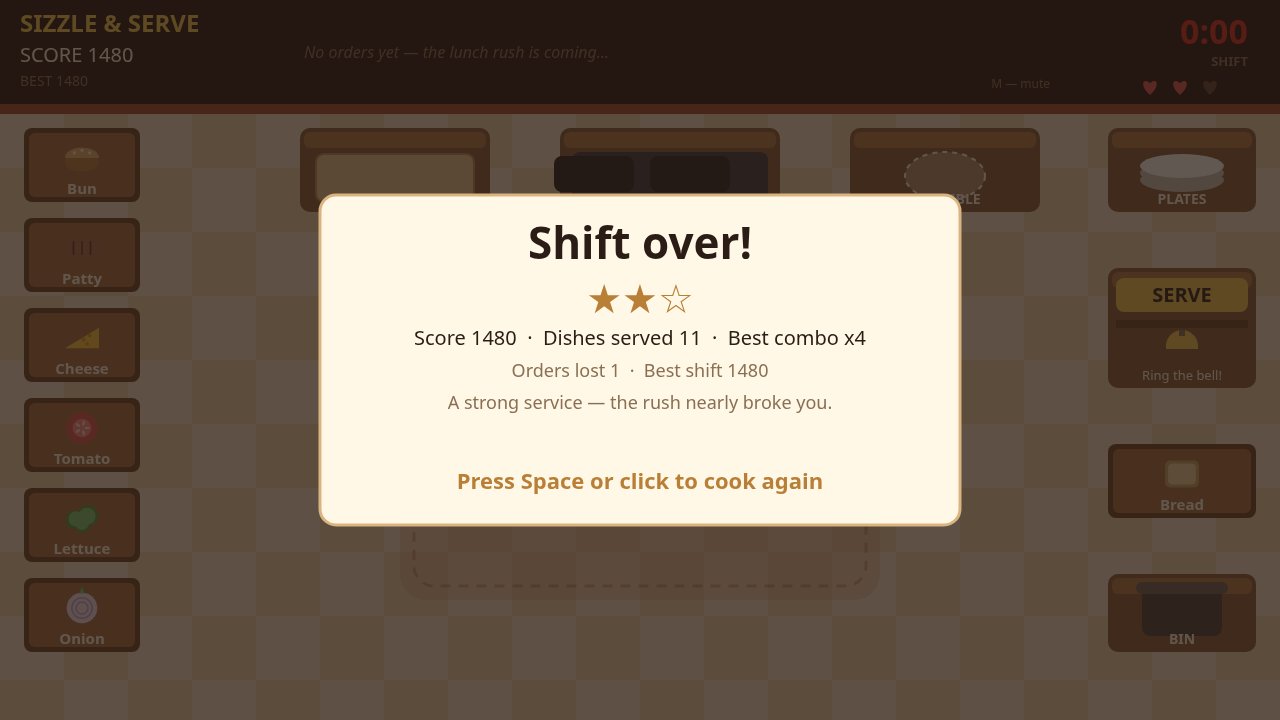 SIZZLE & SERVE
SCORE 1480
BEST 1480
No orders yet — the lunch rush is coming...
0:00
SHIFT
M — mute
Bun
Patty
Cheese
Tomato
Lettuce
Onion
PLATES
SERVE
Ring the bell!
Bread
BIN
Shift over!
★★☆
Score 1480 · Dishes served 11 · Best combo x4
Orders lost 1 · Best shift 1480
A strong service — the rush nearly broke you.
Press Space or click to cook again